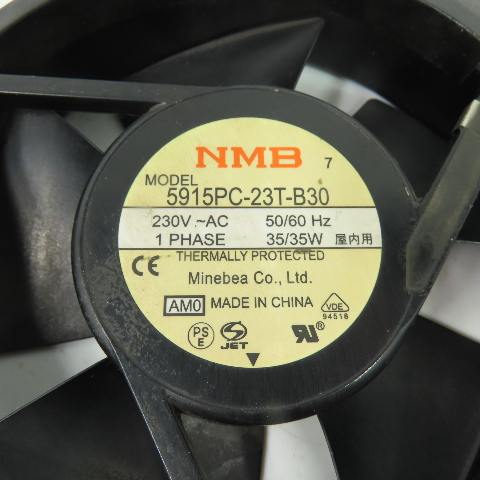 NMB 7
MODEL
5915PC-23T-B30
230V ~AC 50/60 Hz
1 PHASE 35/35W 屋内用
THERMALLY PROTECTED
CE Minebea Co., Ltd.
AM0 MADE IN CHINA
VDE
94518
PS
E
JET